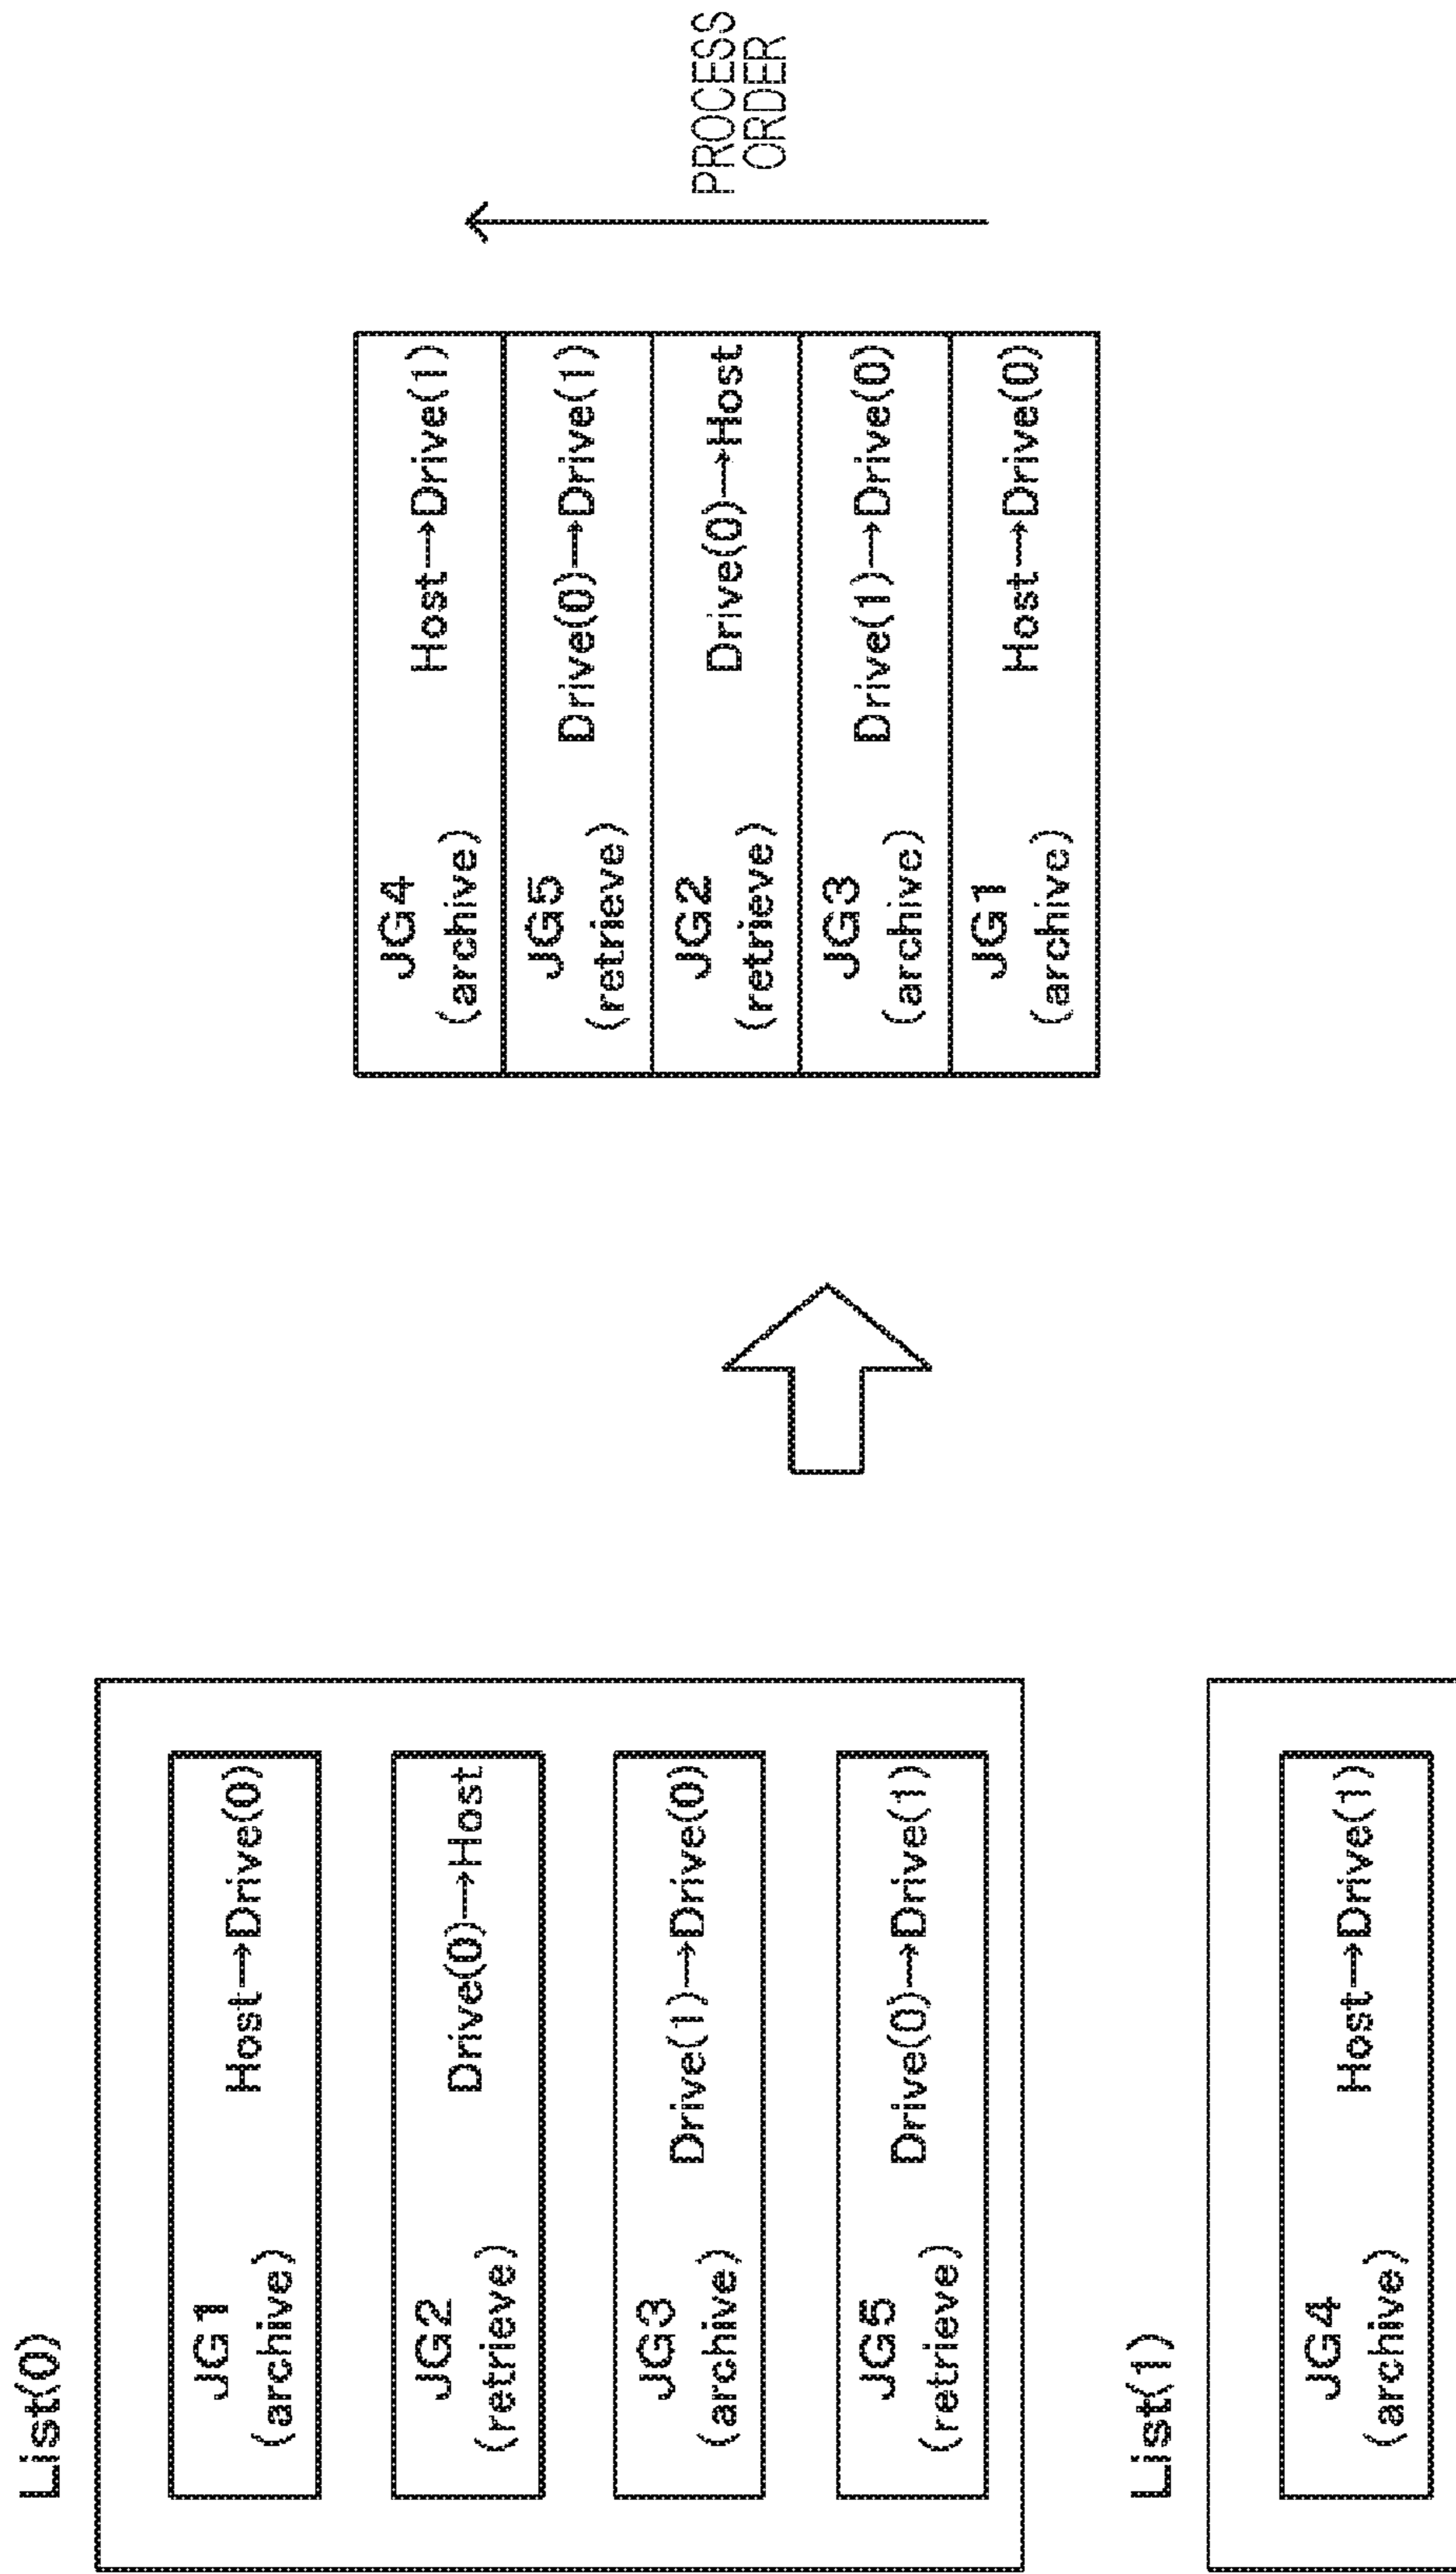 List(0)
JG1
(archive)
Host→Drive(0)
JG2
(retrieve)
Drive(0)→Host
JG3
(archive)
Drive(1)→Drive(0)
JG5
(retrieve)
Drive(0)→Drive(1)
List(1)
JG4
(archive)
Host→Drive(1)
JG4
(archive)
Host→Drive(1)
JG5
(retrieve)
Drive(0)→Drive(1)
JG2
(retrieve)
Drive(0)→Host
JG3
(archive)
Drive(1)→Drive(0)
JG1
(archive)
Host→Drive(0)
PROCESS
ORDER